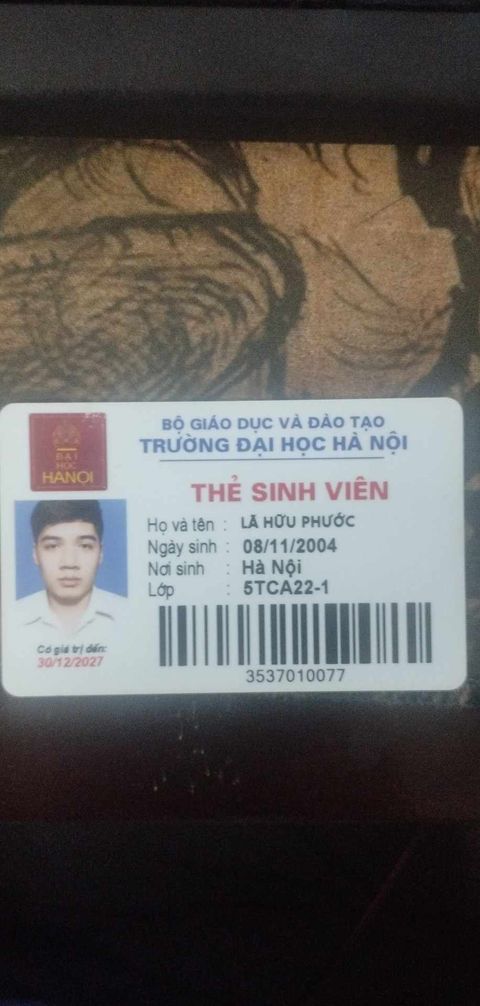 ĐẠI
HỌC
HANOI
BỘ GIÁO DỤC VÀ ĐÀO TẠO
TRƯỜNG ĐẠI HỌC HÀ NỘI
THẺ SINH VIÊN
Họ và tên : LÃ HỮU PHƯỚC
Ngày sinh : 08/11/2004
Nơi sinh : Hà Nội
Lớp : 5TCA22-1
Có giá trị đến:
30/12/2027
3537010077